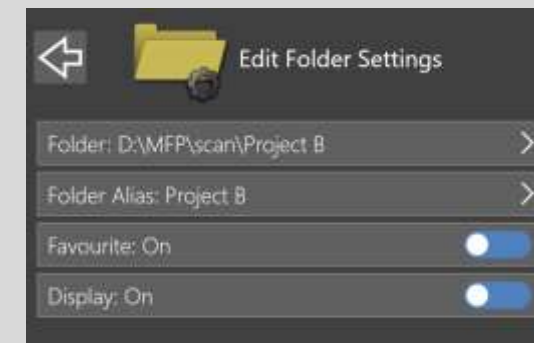 Edit Folder Settings
Folder: D:\MFP\scan\Project B
Folder Alias: Project B
Favourite: On
Display: On